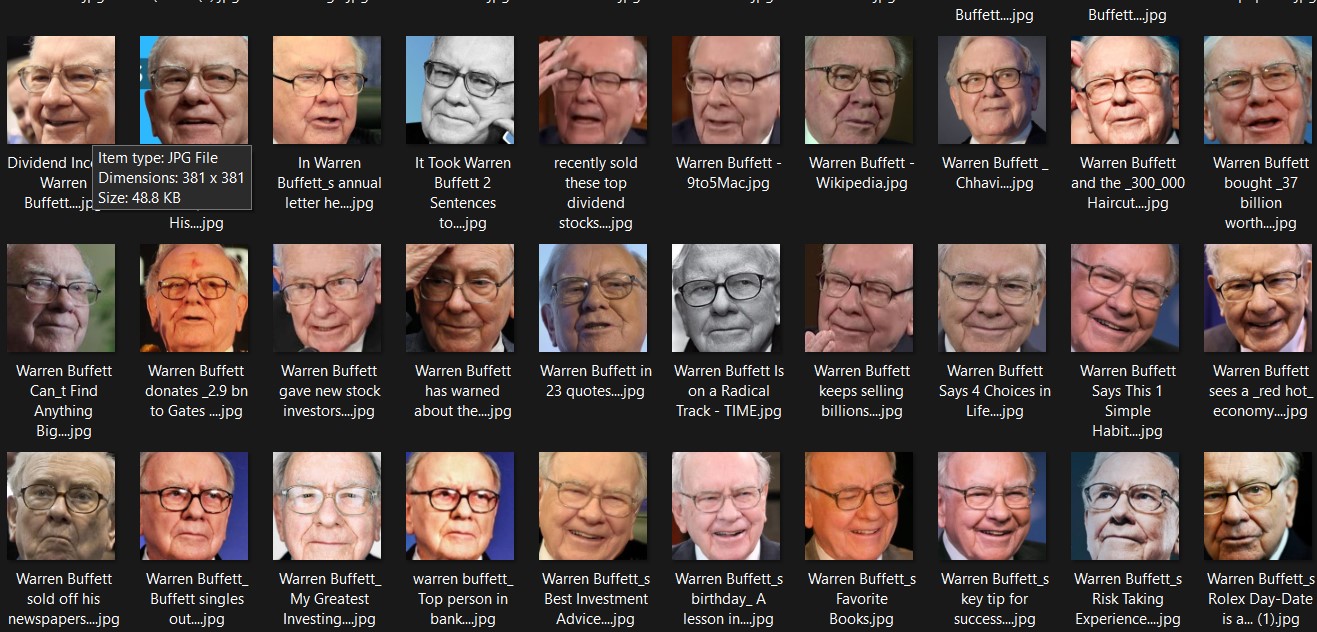 Buffett....jpg
Buffett....jpg
Dividend Inc
Warren
Buffett....jp
Item type: JPG File
Dimensions: 381 x 381
Size: 48.8 KB
His....jpg
In Warren
Buffett_s annual
letter he....jpg
It Took Warren
Buffett 2
Sentences
to....jpg
recently sold
these top
dividend
stocks....jpg
Warren Buffett -
9to5Mac.jpg
Warren Buffett -
Wikipedia.jpg
Warren Buffett _
Chhavi....jpg
Warren Buffett
and the _300_000
Haircut....jpg
Warren Buffett
bought _37
billion
worth....jpg
Warren Buffett
Can_t Find
Anything
Big....jpg
Warren Buffett
donates _2.9 bn
to Gates ....jpg
Warren Buffett
gave new stock
investors....jpg
Warren Buffett
has warned
about the....jpg
Warren Buffett in
23 quotes....jpg
Warren Buffett Is
on a Radical
Track - TIME.jpg
Warren Buffett
keeps selling
billions....jpg
Warren Buffett
Says 4 Choices in
Life....jpg
Warren Buffett
Says This 1
Simple
Habit....jpg
Warren Buffett
sees a _red hot_
economy....jpg
Warren Buffett
sold off his
newspapers....jpg
Warren Buffett_
Buffett singles
out....jpg
Warren Buffett_
My Greatest
Investing....jpg
warren buffett_
Top person in
bank....jpg
Warren Buffett_s
Best Investment
Advice....jpg
Warren Buffett_s
birthday_ A
lesson in....jpg
Warren Buffett_s
Favorite
Books.jpg
Warren Buffett_s
key tip for
success....jpg
Warren Buffett_s
Risk Taking
Experience....jpg
Warren Buffett_s
Rolex Day-Date
is a... (1).jpg